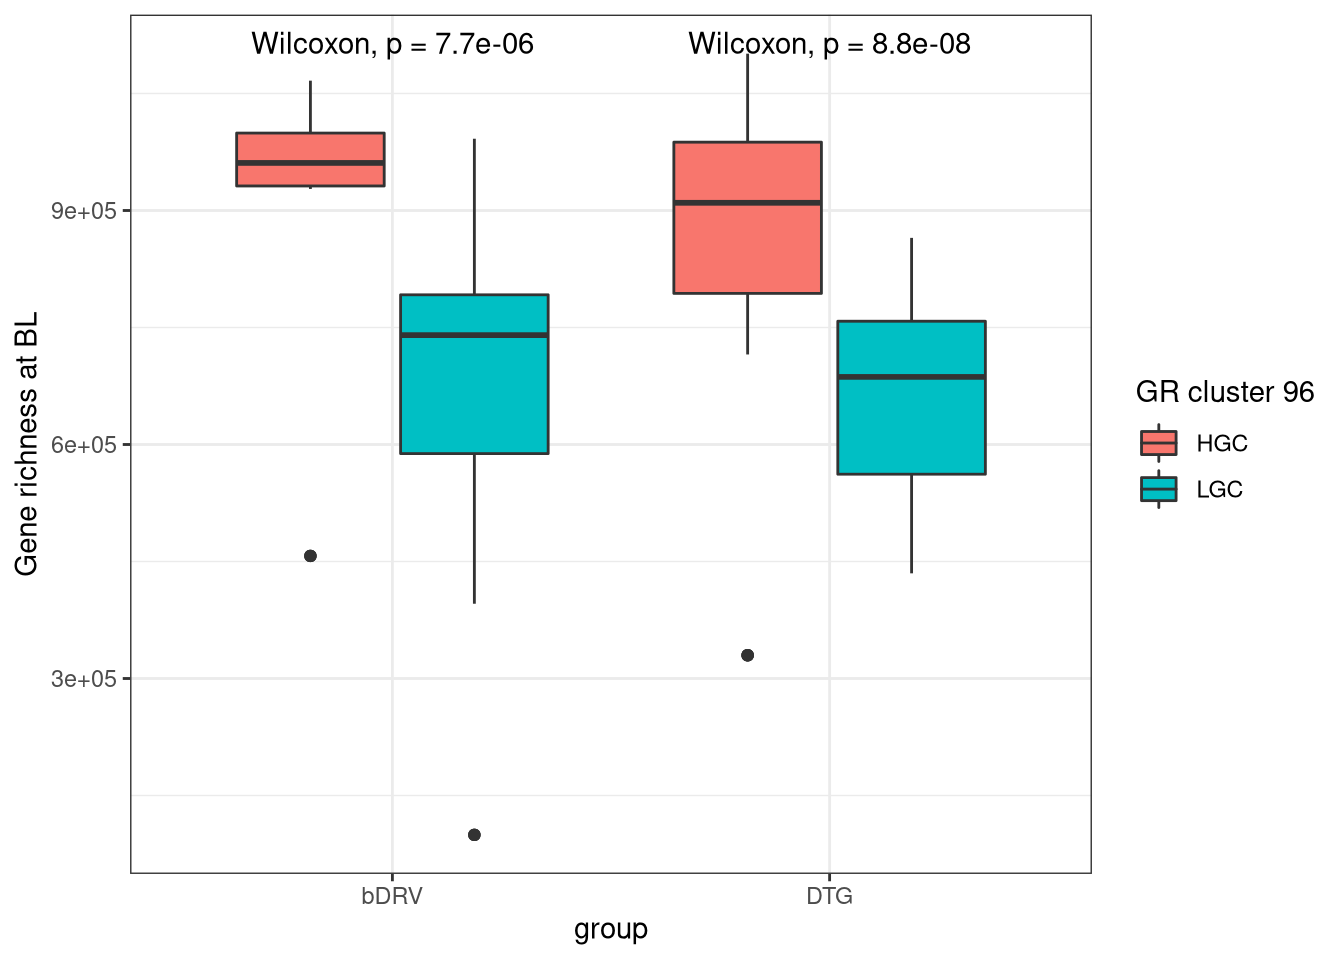 Wilcoxon, p = 7.7e-06
Wilcoxon, p = 8.8e-08
9e+05
6e+05
3e+05
Gene richness at BL
bDRV
DTG
group
GR cluster 96
HGC
LGC